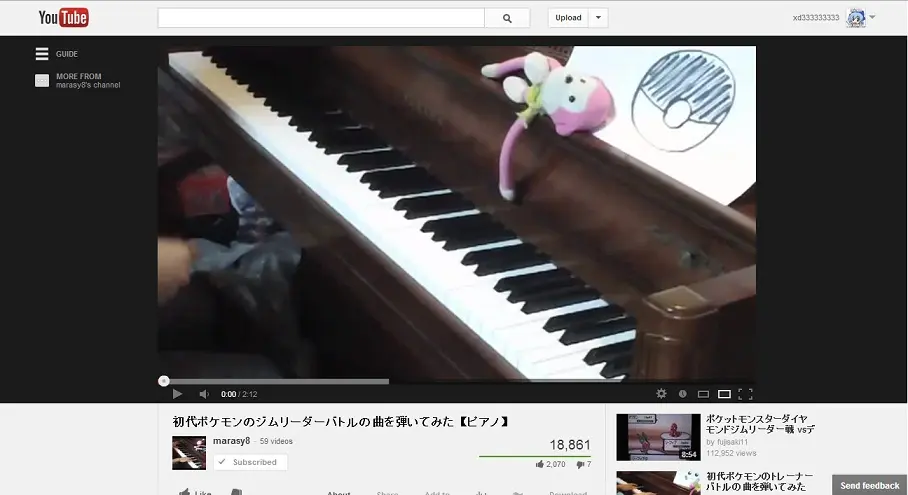 YouTube
Upload
xd333333333
GUIDE
MORE FROM
marasy8's channel
0:00 / 2:12
初代ポケモンのジムリーダーバトルの曲を弾いてみた【ピアノ】
marasy8 · 59 videos
Subscribed
18,861
2,070
7
Like
About
Share
Add to
Download
ポケットモンスターダイヤ
モンドジムリーダー戦 vsデ
by fujisaki11
112,952 views
8:54
初代ポケモンのトレーナー
バトルの曲を弾いてみた
Send feedback